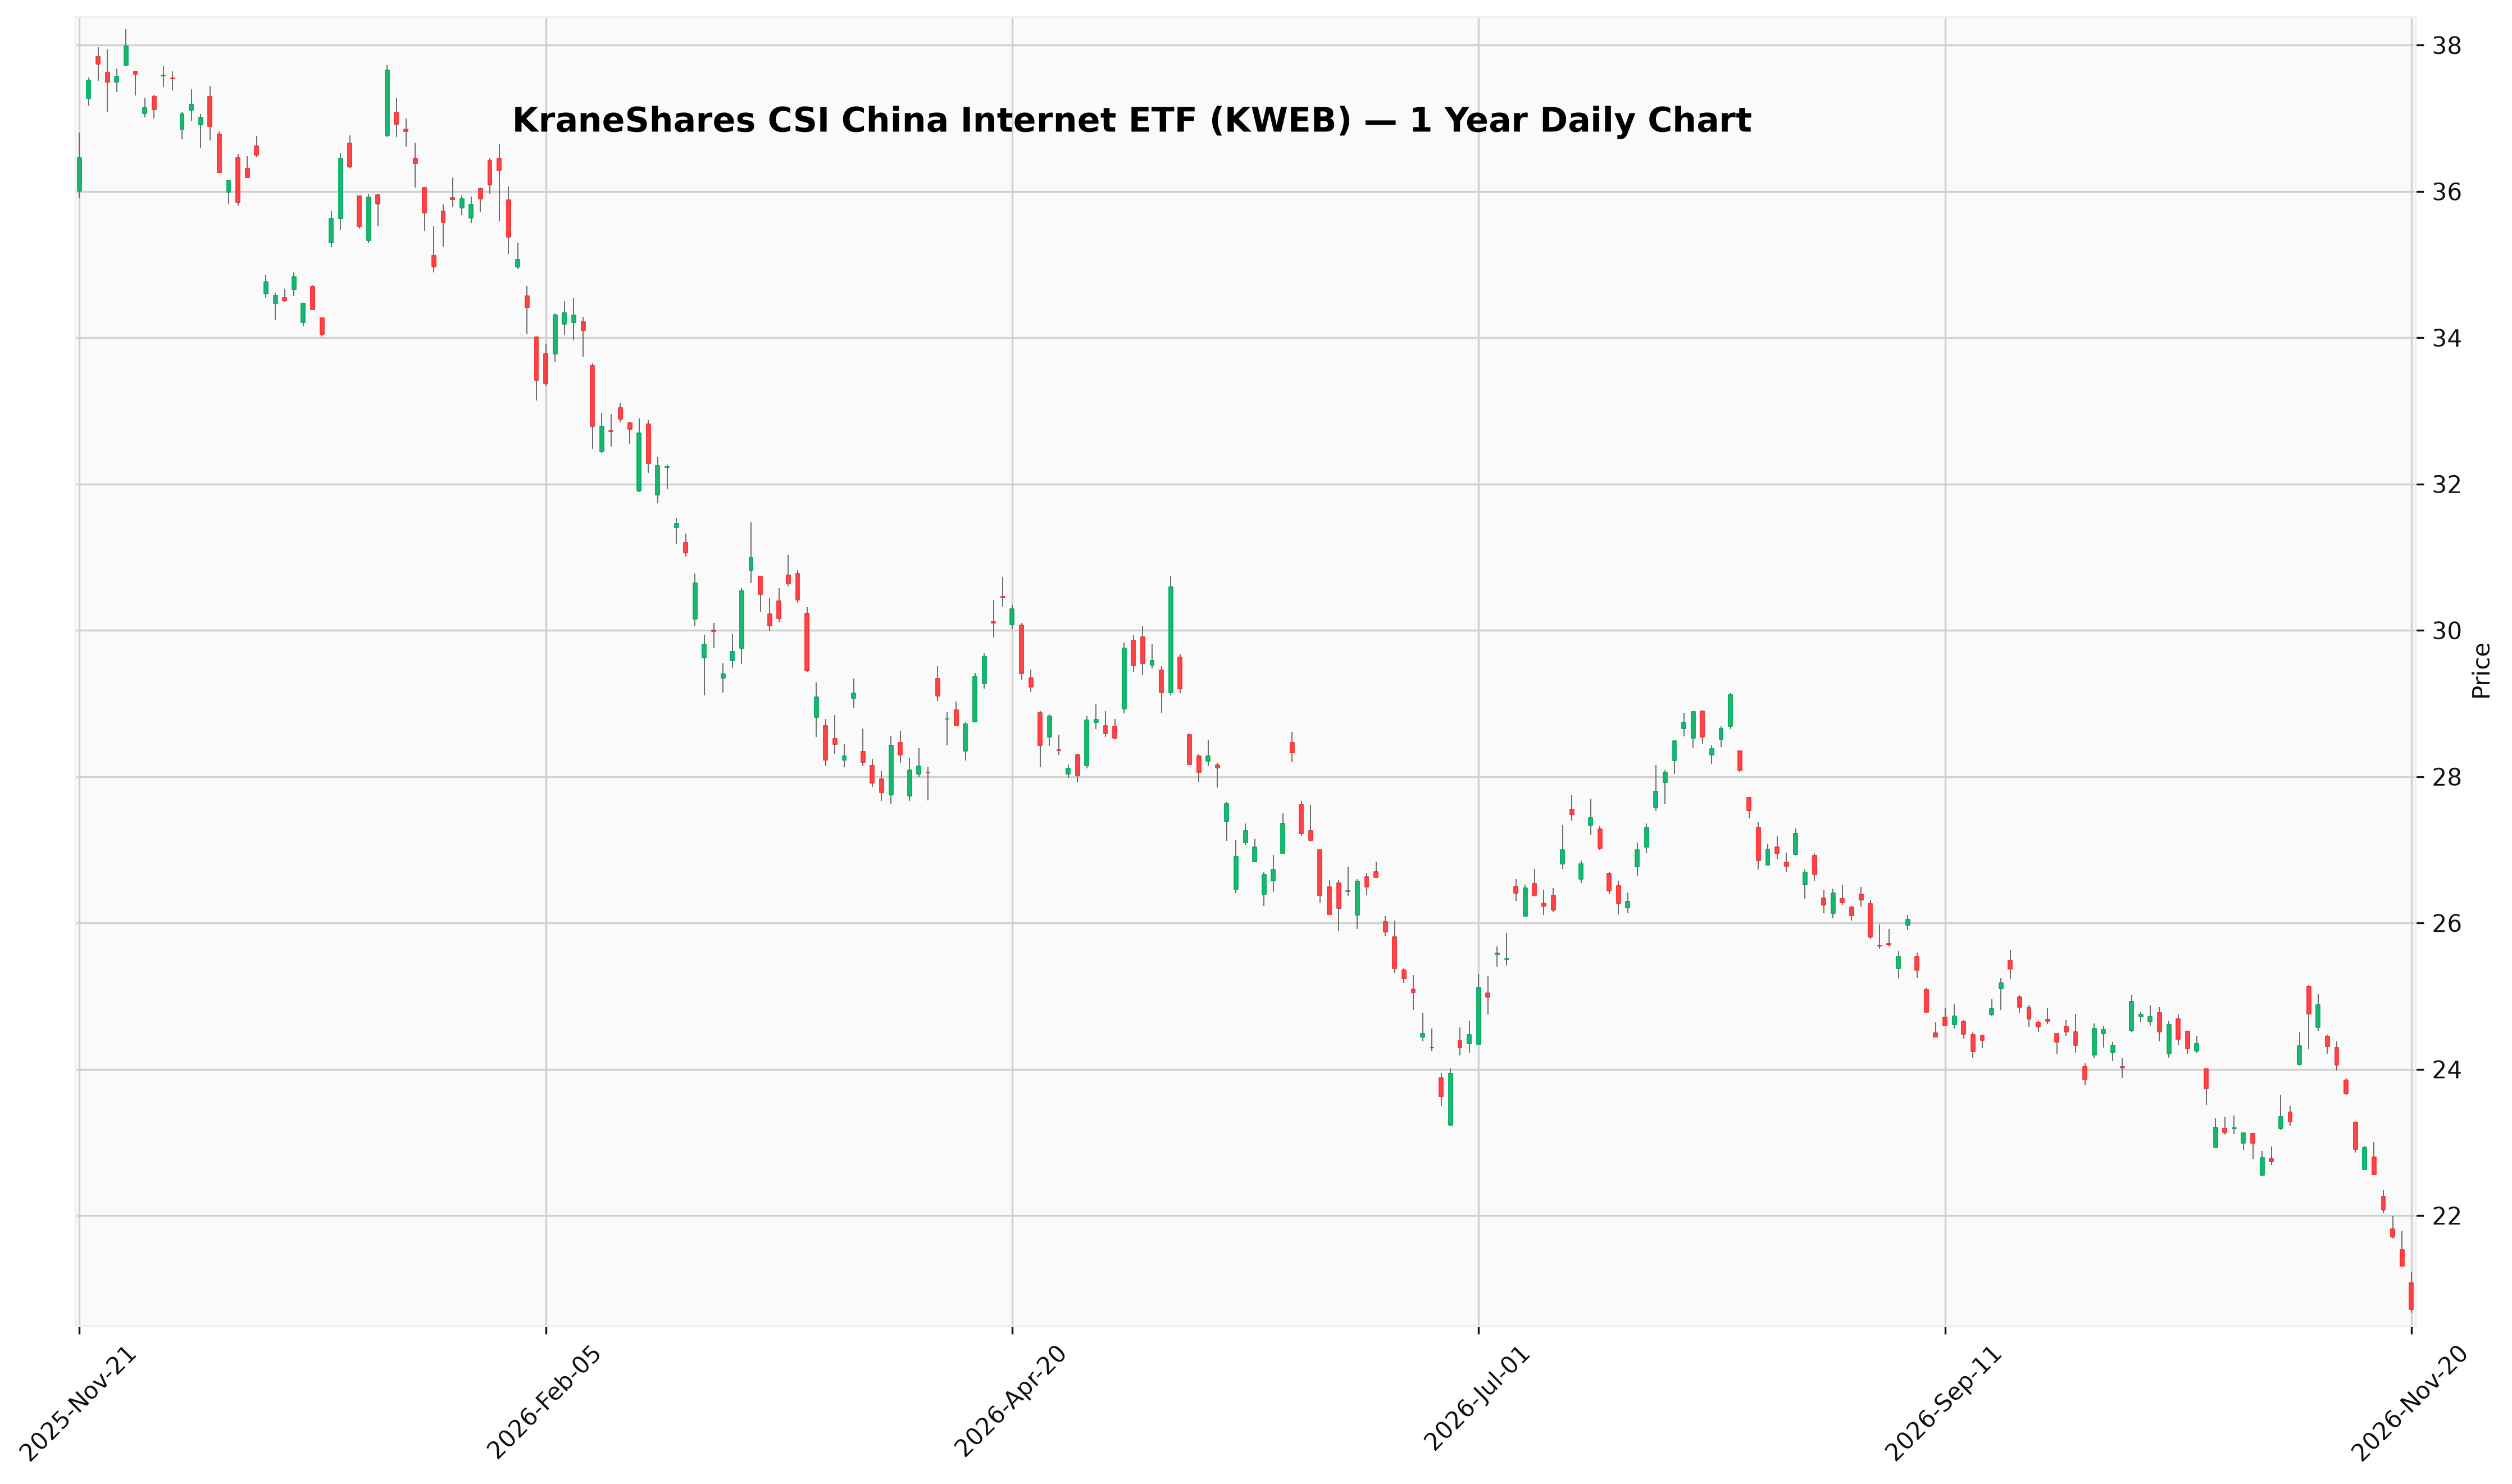 KraneShares CSI China Internet ETF (KWEB) — 1 Year Daily Chart
38
36
34
32
30
28
26
24
22
Price
2025-Nov-21
2026-Feb-05
2026-Apr-20
2026-Jul-01
2026-Sep-11
2026-Nov-20